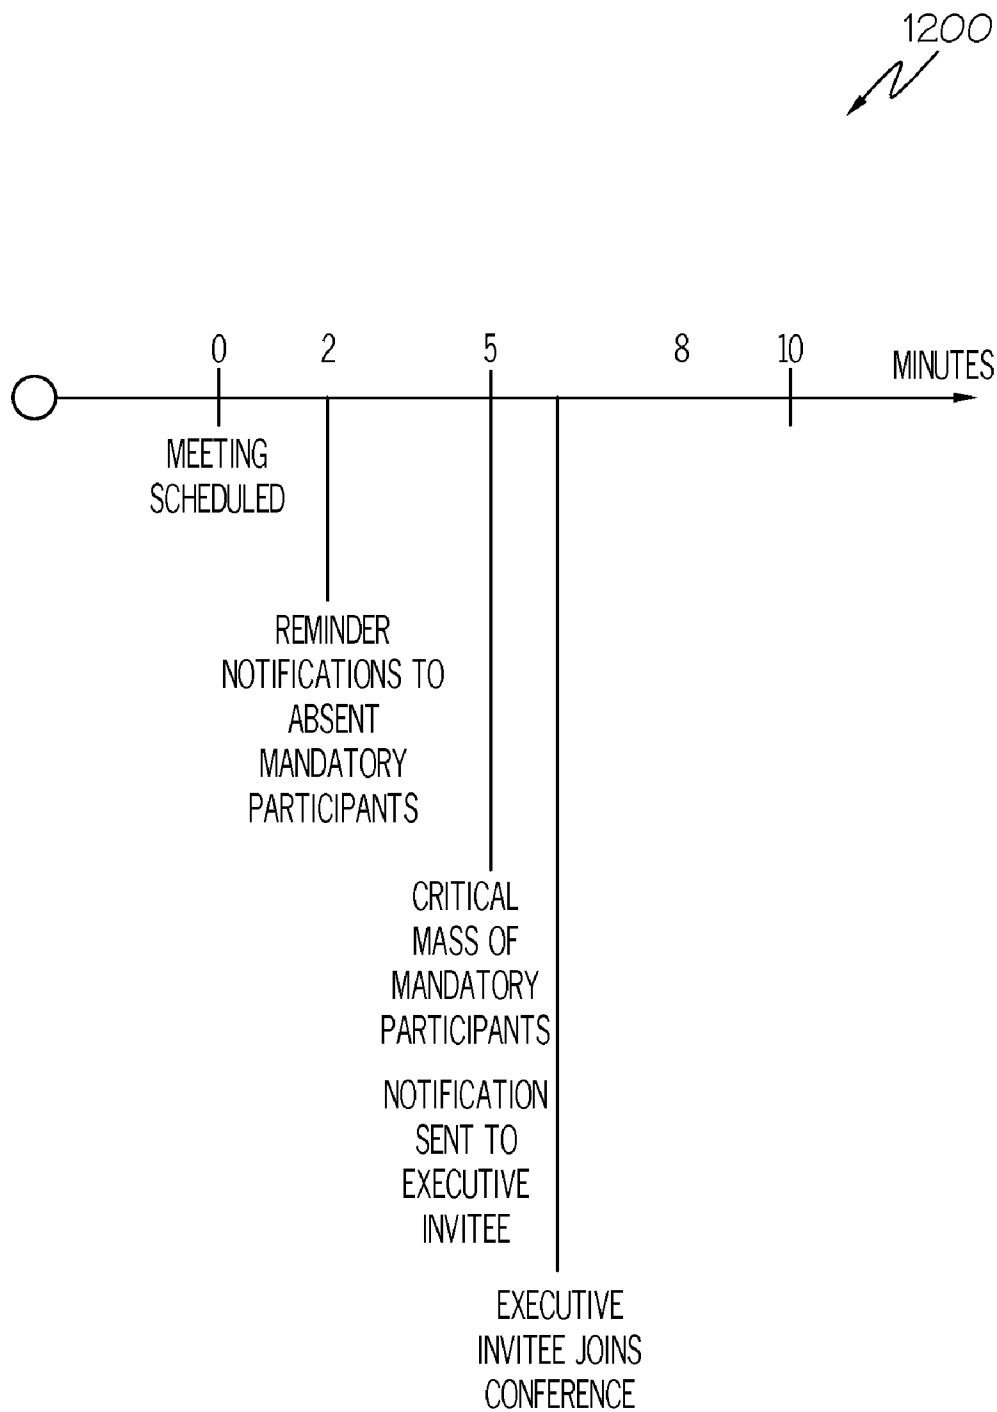 1200
0 2 5 8 10
MINUTES
MEETING
SCHEDULED
REMINDER
NOTIFICATIONS TO
ABSENT
MANDATORY
PARTICIPANTS
CRITICAL
MASS OF
MANDATORY
PARTICIPANTS
NOTIFICATION
SENT TO
EXECUTIVE
INVITEE
EXECUTIVE
INVITEE JOINS
CONFERENCE